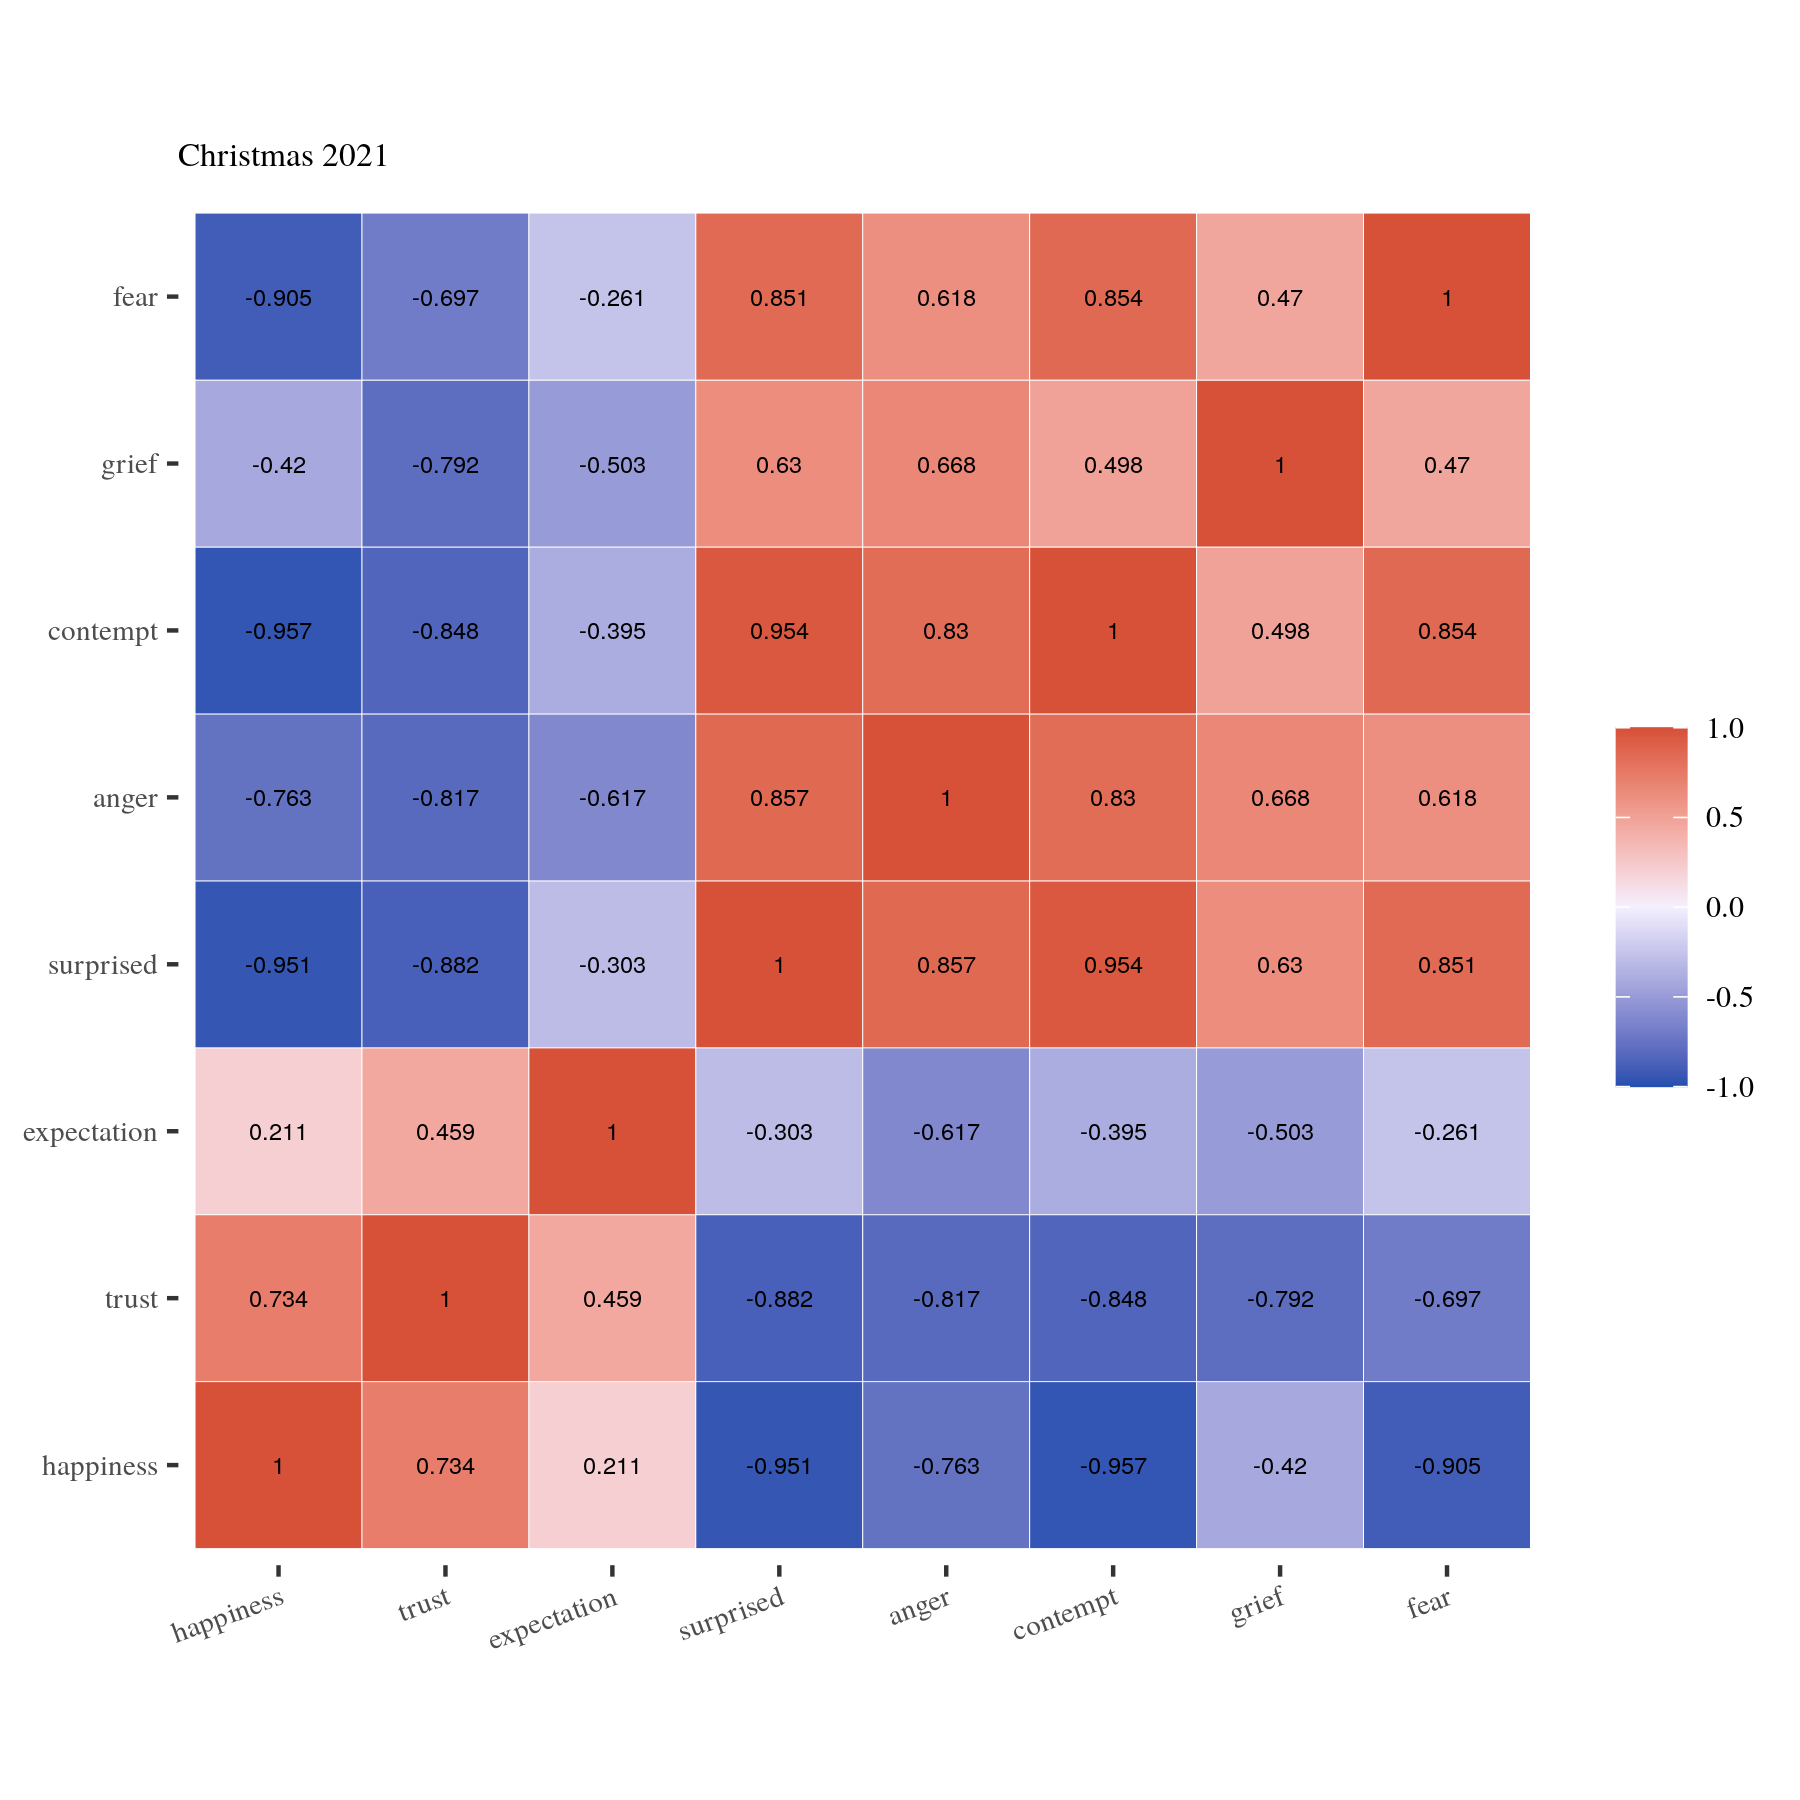 Christmas 2021
fear -0.905 -0.697 -0.261 0.851 0.618 0.854 0.47 1
grief -0.42 -0.792 -0.503 0.63 0.668 0.498 1 0.47
contempt -0.957 -0.848 -0.395 0.954 0.83 1 0.498 0.854
anger -0.763 -0.817 -0.617 0.857 1 0.83 0.668 0.618
surprised -0.951 -0.882 -0.303 1 0.857 0.954 0.63 0.851
expectation 0.211 0.459 1 -0.303 -0.617 -0.395 -0.503 -0.261
trust 0.734 1 0.459 -0.882 -0.817 -0.848 -0.792 -0.697
happiness 1 0.734 0.211 -0.951 -0.763 -0.957 -0.42 -0.905
happiness trust expectation surprised anger contempt grief fear
1.0
0.5
0.0
-0.5
-1.0